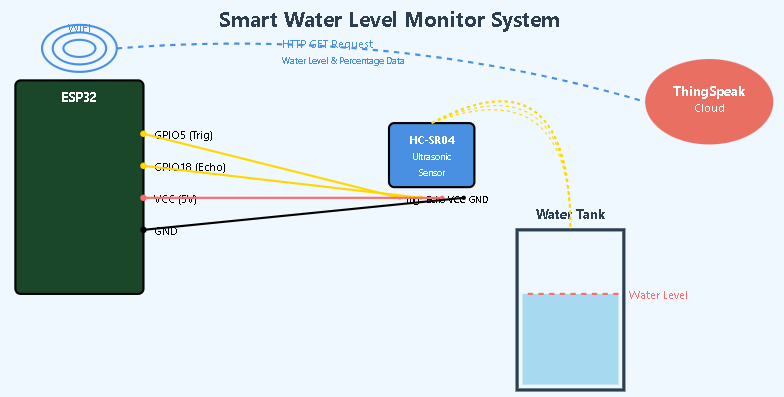 Smart Water Level Monitor System
WiFi
HTTP GET Request
Water Level & Percentage Data
ESP32
ThingSpeak
Cloud
GPIO5 (Trig)
HC-SR04
Ultrasonic
Sensor
GPIO18 (Echo)
VCC (5V)
Trig Echo VCC GND
Water Tank
GND
Water Level